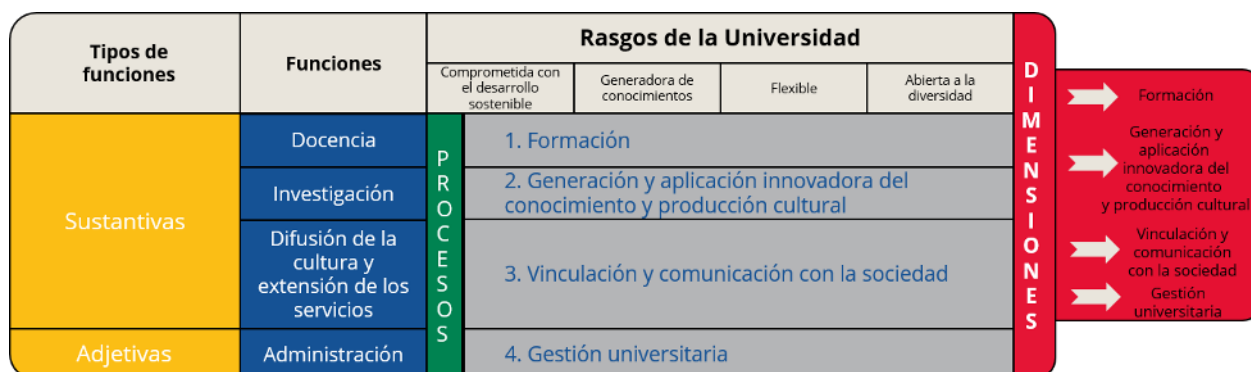 Tipos de
funciones
Funciones
Rasgos de la Universidad
Comprometida con
el desarrollo
sostenible
Generadora de
conocimientos
Flexible
Abierta a la
diversidad
Sustantivas
Docencia
Investigación
Difusión de la
cultura y
extensión de los
servicios
Adjetivas
Administración
PROCESOS
1. Formación
2. Generación y aplicación innovadora del
conocimiento y producción cultural
3. Vinculación y comunicación con la sociedad
4. Gestión universitaria
DIMENSIONES
Formación
Generación y
aplicación
innovadora del
conocimiento
y producción cultural
Vinculación y
comunicación
con la sociedad
Gestión
universitaria